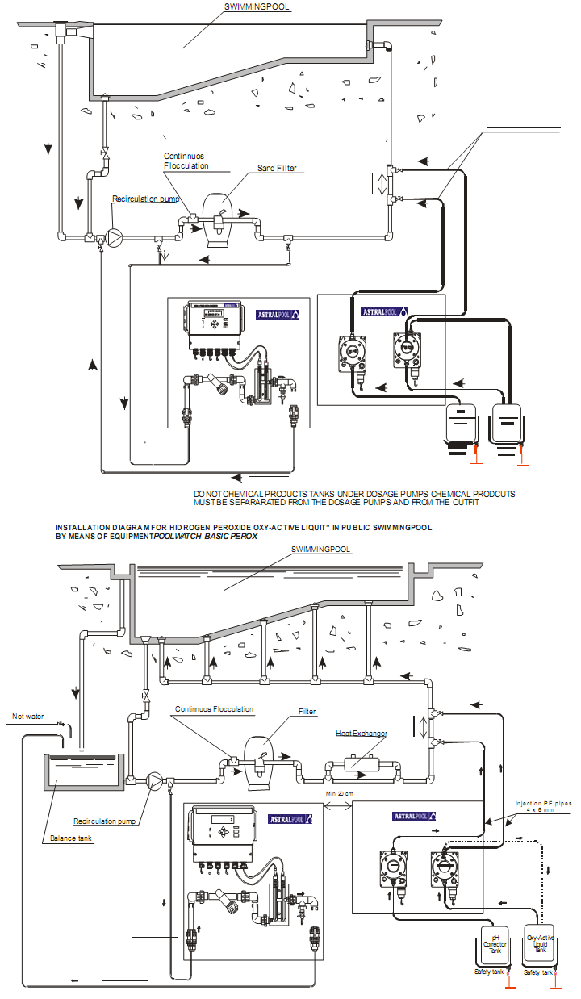 SWIMMINGPOOL
Continnuos
Flocculation
Sand Filter
Recirculation pump
ASTRALPOOL
ASTRALPOOL
pH
DO NOT CHEMICAL PRODUCTS TANKS UNDER DOSAGE PUMPS CHEMICAL PRODCUTS
MUST BE SEPARARATED FROM THE DOSAGE PUMPS AND FROM THE OUTFIT
INSTALLATION DIAGRAM FOR HIDROGEN PEROXIDE OXY-ACTIVE LIQUIT" IN PUBLIC SWIMMINGPOOL
BY MEANS OF EQUIPMENT POOLWATCH BASIC PEROX
SWIMMINGPOOL
Continnuos Flocculation
Filter
Net water
Heat Exchanger
Min 20 cm
Injection PE pipes
4 x 6 mm
Recirculation pump
Balance tank
ASTRALPOOL
ASTRALPOOL
pH
Corrector
Tank
Oxy-Active
Liquid
Tank
Safety tank
Safety tank